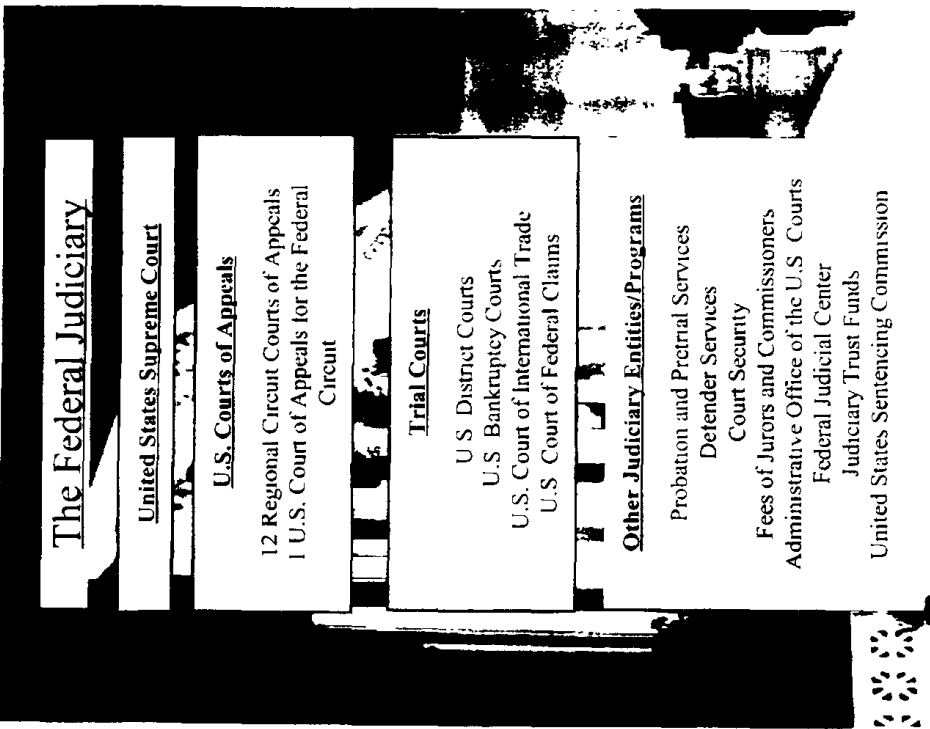 The Federal Judiciary
United States Supreme Court
U.S. Courts of Appeals
12 Regional Circuit Courts of Appeals
1 U.S. Court of Appeals for the Federal
Circuit
Trial Courts
U S District Courts
U.S. Bankruptcy Courts
U.S. Court of International Trade
U.S Court of Federal Claims
Other Judiciary Entities/Programs
Probation and Pretrial Services
Defender Services
Court Security
Fees of Jurors and Commissioners
Administrative Office of the U.S Courts
Federal Judicial Center
Judiciary Trust Funds
United States Sentencing Commission